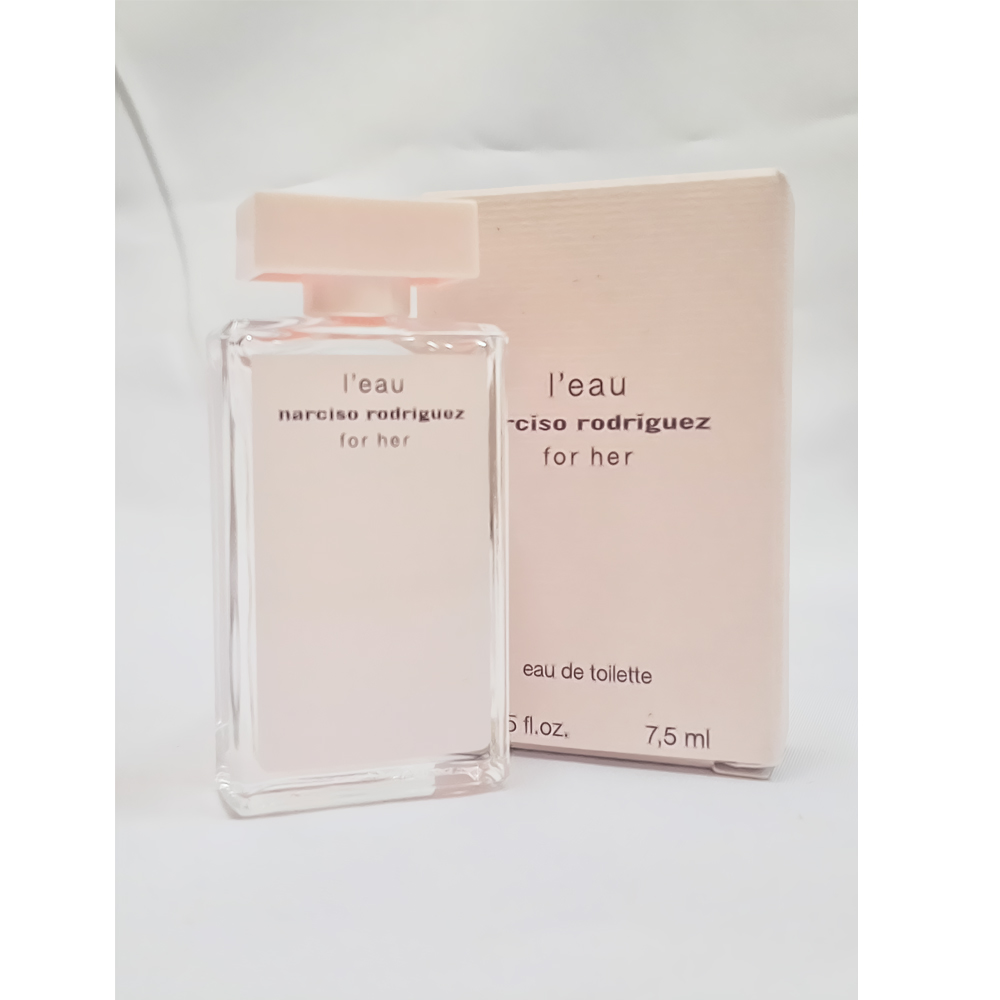 l'eau
narciso rodriguez
for her
l'eau
rciso rodriguez
for her
eau de toilette
5 fl.oz.
7,5 ml